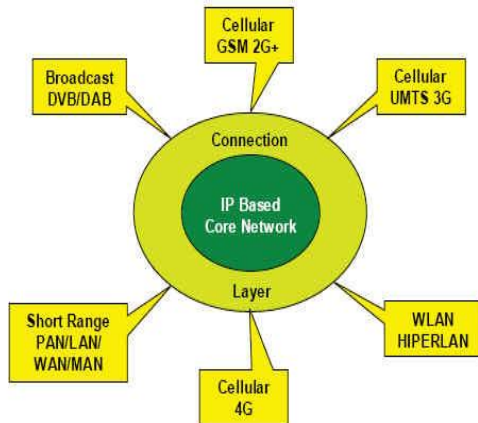 Cellular
GSM 2G+
Broadcast
DVB/DAB
Cellular
UMTS 3G
Connection
IP Based
Core Network
Layer
Short Range
PAN/LAN/
WAN/MAN
WLAN
HIPERLAN
Cellular
4G